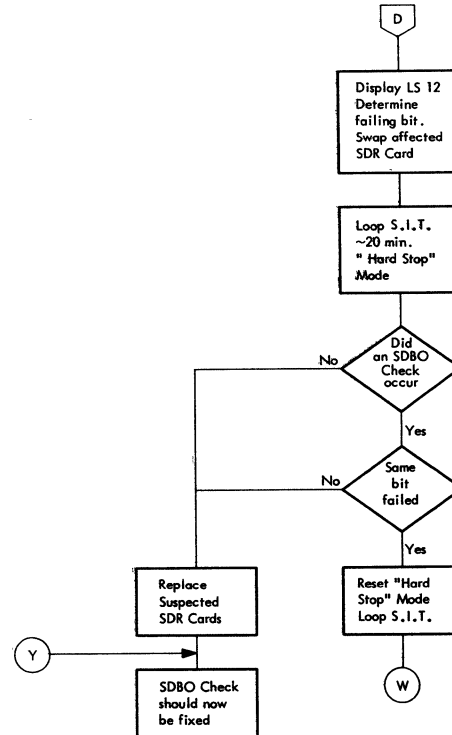 D
Display LS 12
Determine
failing bit.
Swap affected
SDR Card
Loop S.I.T.
~20 min.
" Hard Stop"
Mode
Did
an SDBO
Check
occur
No
Yes
Same
bit
failed
No
Yes
Replace
Suspected
SDR Cards
Reset "Hard
Stop" Mode
Loop S.I.T.
Y
W
SDBO Check
should now
be fixed